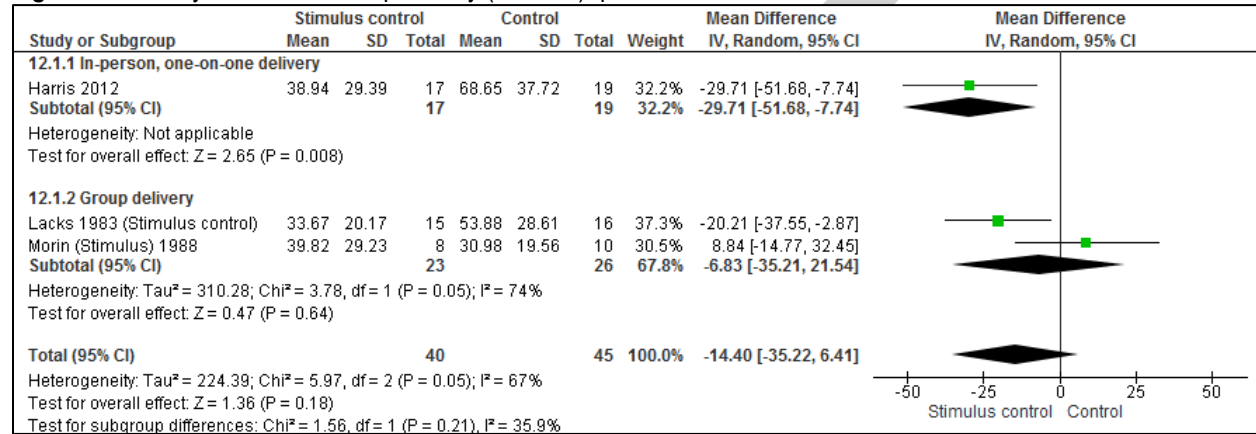 Stimulus control Control Mean Difference Mean Difference
Study or Subgroup Mean SD Total Mean SD Total Weight IV, Random, 95% CI IV, Random, 95% CI
12.1.1 In-person, one-on-one delivery
Harris 2012 38.94 29.39 17 68.65 37.72 19 32.2% -29.71 [-51.68, -7.74]
Subtotal (95% CI) 17 19 32.2% -29.71 [-51.68, -7.74]
Heterogeneity: Not applicable
Test for overall effect: Z = 2.65 (P = 0.008)
12.1.2 Group delivery
Lacks 1983 (Stimulus control) 33.67 20.17 15 53.88 28.61 16 37.3% -20.21 [-37.55, -2.87]
Morin (Stimulus) 1988 39.82 29.23 8 30.98 19.56 10 30.5% 8.84 [-14.77, 32.45]
Subtotal (95% CI) 23 26 67.8% -6.83 [-35.21, 21.54]
Heterogeneity: Tau² = 310.28; Chi² = 3.78, df = 1 (P = 0.05); I² = 74%
Test for overall effect: Z = 0.47 (P = 0.64)
Total (95% CI) 40 45 100.0% -14.40 [-35.22, 6.41]
Heterogeneity: Tau² = 224.39; Chi² = 5.97, df = 2 (P = 0.05); I² = 67%
Test for overall effect: Z = 1.36 (P = 0.18)
Test for subgroup differences: Chi² = 1.56, df = 1 (P = 0.21), I² = 35.9%
-50 -25 0 25 50
Stimulus control Control